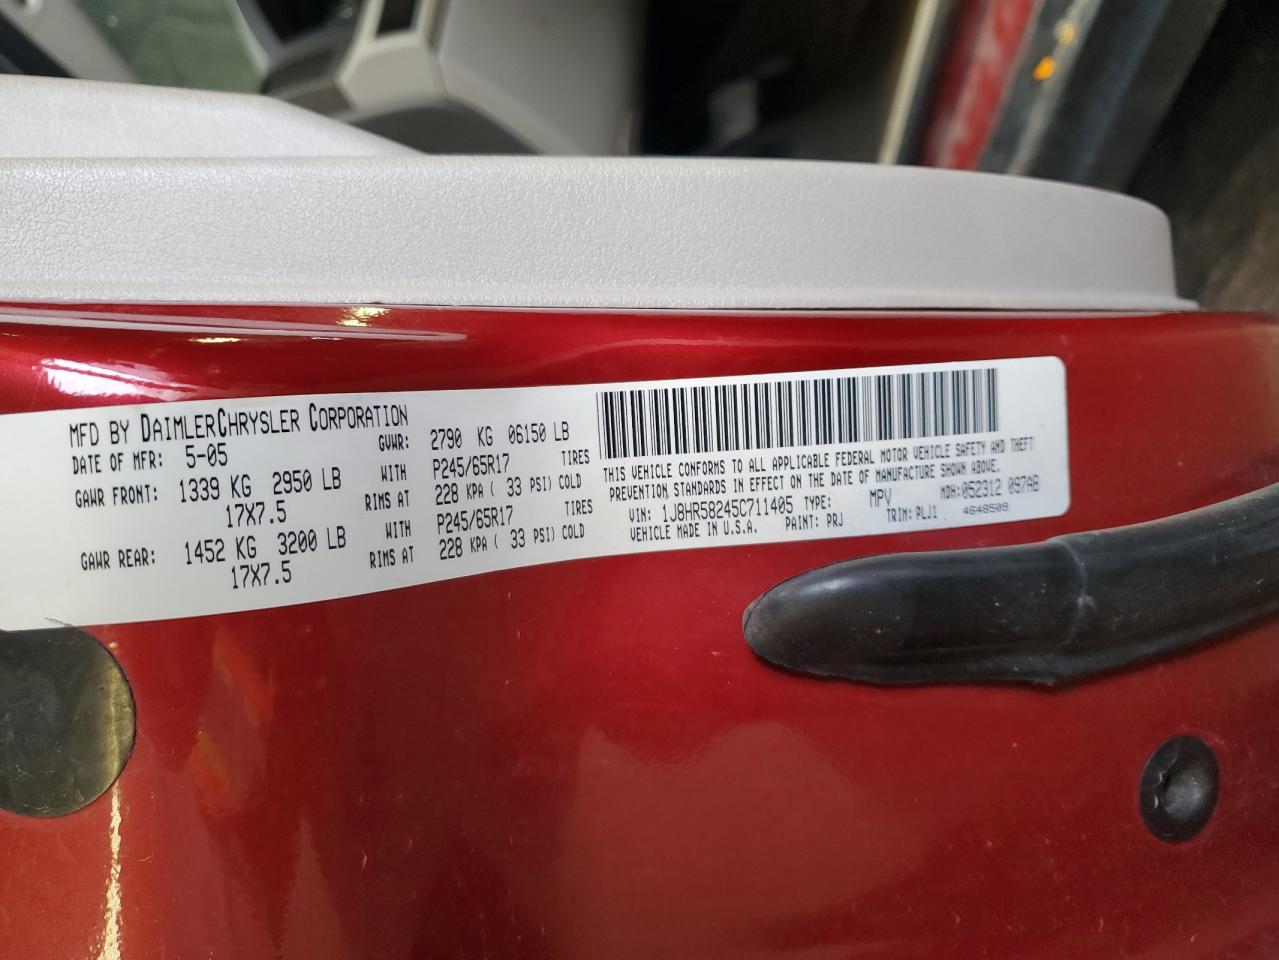 MFD BY DAIMLERCHRYSLER CORPORATION
DATE OF MFR: 5-05 GVWR: 2790 KG 06150 LB
GAWR FRONT: 1339 KG 2950 LB WITH P245/65R17 TIRES
17X7.5 RIMS AT 228 KPA ( 33 PSI) COLD
GAWR REAR: 1452 KG 3200 LB WITH P245/65R17 TIRES
17X7.5 RIMS AT 228 KPA ( 33 PSI) COLD
THIS VEHICLE CONFORMS TO ALL APPLICABLE FEDERAL MOTOR VEHICLE SAFETY AND THEFT
PREVENTION STANDARDS IN EFFECT ON THE DATE OF MANUFACTURE SHOWN ABOVE.
VIN: 1J8HR58245C711405 TYPE: MPV MDH:052312 097AB
VEHICLE MADE IN U.S.A. PAINT: PRJ TRIM: PLJ1 4648509